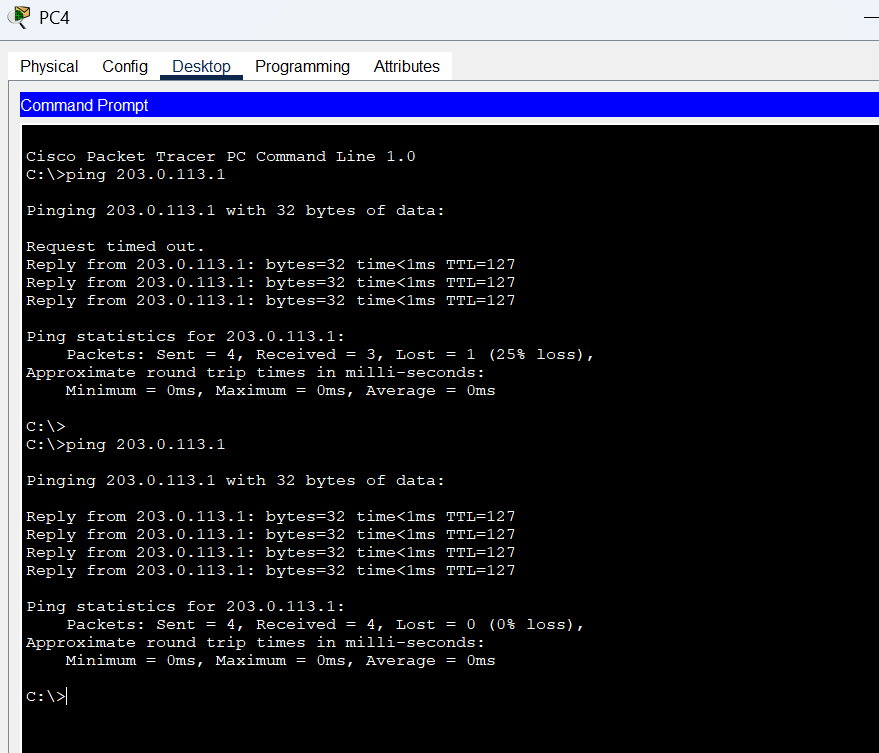 PC4
Physical Config Desktop Programming Attributes
Command Prompt
Cisco Packet Tracer PC Command Line 1.0
C:\>ping 203.0.113.1
Pinging 203.0.113.1 with 32 bytes of data:
Request timed out.
Reply from 203.0.113.1: bytes=32 time<1ms TTL=127
Reply from 203.0.113.1: bytes=32 time<1ms TTL=127
Reply from 203.0.113.1: bytes=32 time<1ms TTL=127
Ping statistics for 203.0.113.1:
    Packets: Sent = 4, Received = 3, Lost = 1 (25% loss),
Approximate round trip times in milli-seconds:
    Minimum = 0ms, Maximum = 0ms, Average = 0ms
C:\>
C:\>ping 203.0.113.1
Pinging 203.0.113.1 with 32 bytes of data:
Reply from 203.0.113.1: bytes=32 time<1ms TTL=127
Reply from 203.0.113.1: bytes=32 time<1ms TTL=127
Reply from 203.0.113.1: bytes=32 time<1ms TTL=127
Reply from 203.0.113.1: bytes=32 time<1ms TTL=127
Ping statistics for 203.0.113.1:
    Packets: Sent = 4, Received = 4, Lost = 0 (0% loss),
Approximate round trip times in milli-seconds:
    Minimum = 0ms, Maximum = 0ms, Average = 0ms
C:\>